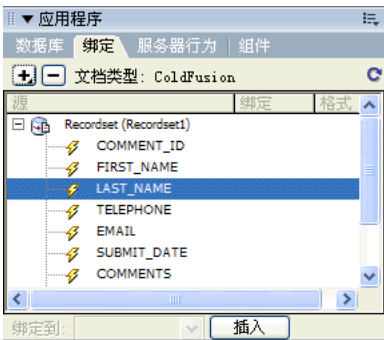 应用程序
数据库 绑定 服务器行为 组件
文档类型: ColdFusion
源 绑定 格式
Recordset (Recordset1)
COMMENT_ID
FIRST_NAME
LAST_NAME
TELEPHONE
EMAIL
SUBMIT_DATE
COMMENTS
绑定到: 插入